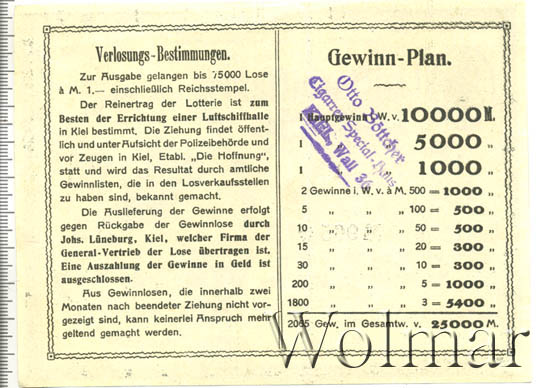 Verlosungs-Bestimmungen.
Zur Ausgabe gelangen bis 75000 Lose
à M. 1.— einschließlich Reichsstempel.
Der Reinertrag der Lotterie ist zum
Besten der Errichtung einer Luftschiffhalle
in Kiel bestimmt. Die Ziehung findet öffent-
lich und unter Aufsicht der Polizeibehörde und
vor Zeugen in Kiel, Etabl. „Die Hoffnung“,
statt und wird das Resultat durch amtliche
Gewinnlisten, die in den Losverkaufsstellen
zu haben sind, bekannt gemacht.
Die Auslieferung der Gewinne erfolgt
gegen Rückgabe der Gewinnlose durch
Johs. Lüneburg, Kiel, welcher Firma der
General-Vertrieb der Lose übertragen ist.
Eine Auszahlung der Gewinne in Geld ist
ausgeschlossen.
Aus Gewinnlosen, die innerhalb zwei
Monaten nach beendeter Ziehung nicht vor-
gezeigt sind, kann keinerlei Anspruch mehr
geltend gemacht werden.
Gewinn-Plan.
1 Hauptgewinn i. W. v. 10000 M.
1 „ 5000 „
1 „ 1000 „
2 Gewinne i. W. v. à M. 500 = 1000 „
5 „ „ „ 100 = 500 „
10 „ „ „ 50 = 500 „
15 „ „ „ 20 = 300 „
30 „ „ „ 10 = 300 „
200 „ „ 5 = 1000 „
1800 „ „ 3 = 5400 „
2065 Gew. im Gesamtw. v. 25000 M.
Otto Böttcher
Cigarren-Special-Haus
Kiel, Wall 36
Wolmar